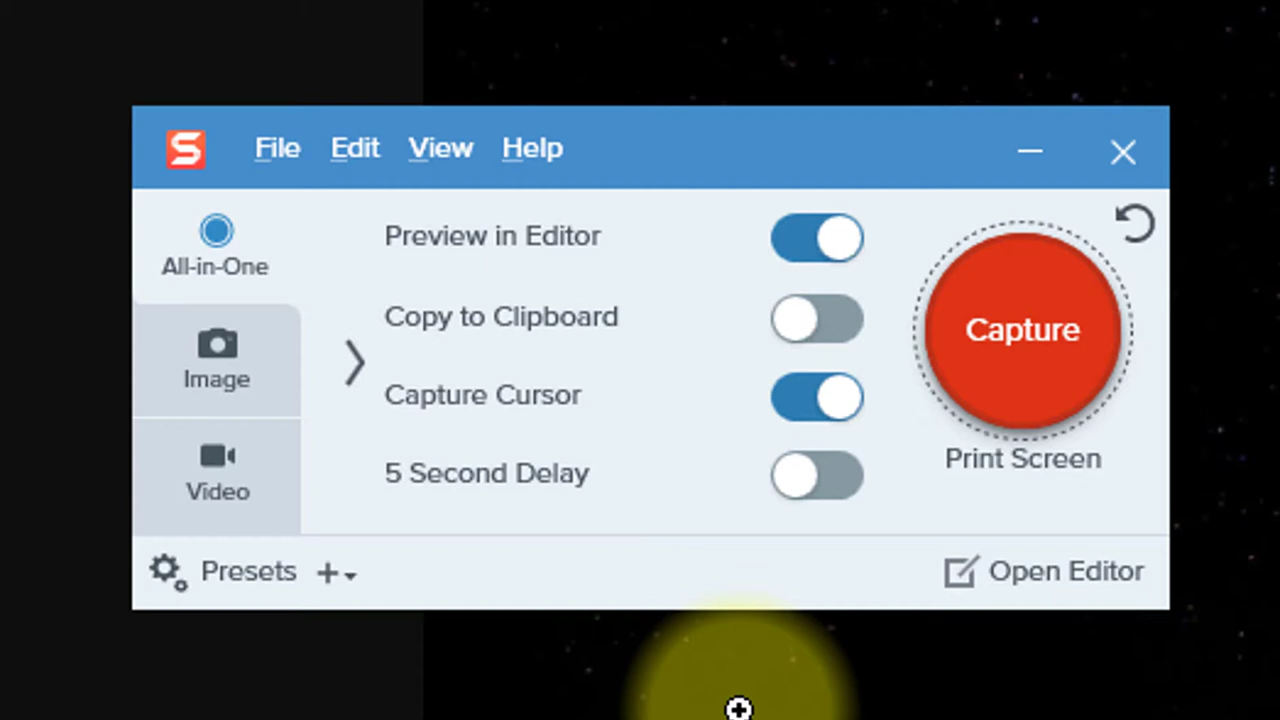 File Edit View Help
All-in-One
Image
Video
Preview in Editor
Copy to Clipboard
Capture Cursor
5 Second Delay
Capture
Print Screen
Presets
Open Editor